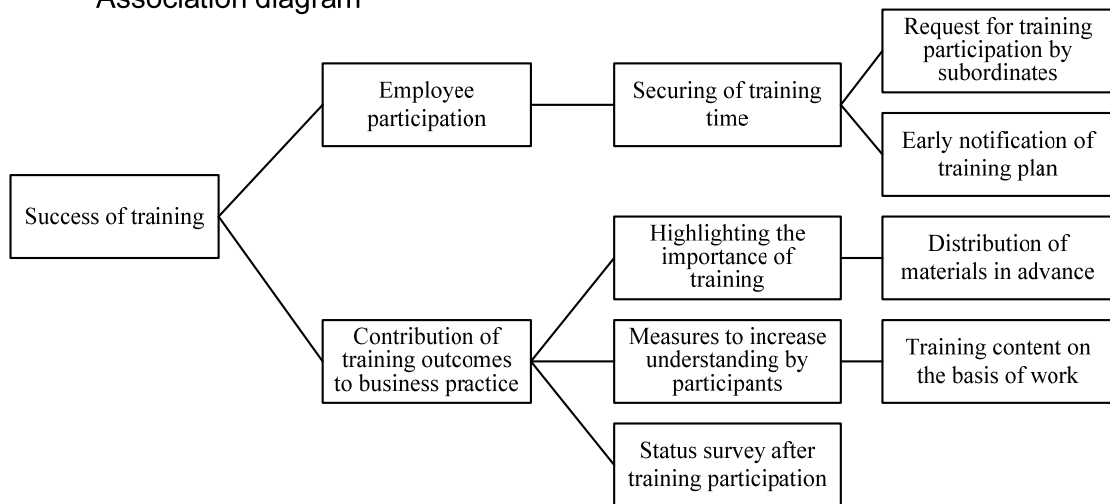 Association diagram
Request for training
participation by
subordinates
Employee
participation
Securing of training
time
Early notification of
training plan
Success of training
Highlighting the
importance of
training
Distribution of
materials in advance
Contribution of
training outcomes
to business practice
Measures to increase
understanding by
participants
Training content on
the basis of work
Status survey after
training participation